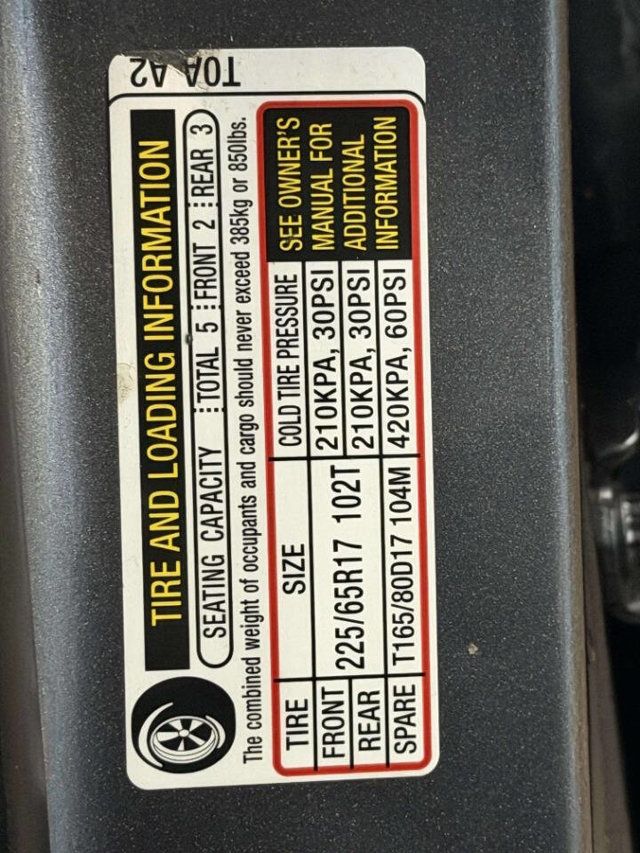 T0A A2
TIRE AND LOADING INFORMATION
SEATING CAPACITY TOTAL 5 FRONT 2 REAR 3
The combined weight of occupants and cargo should never exceed 385kg or 850lbs.
TIRE SIZE COLD TIRE PRESSURE
FRONT 225/65R17 102T 210KPA, 30PSI
REAR 210KPA, 30PSI
SPARE T165/80D17 104M 420KPA, 60PSI
SEE OWNER'S
MANUAL FOR
ADDITIONAL
INFORMATION